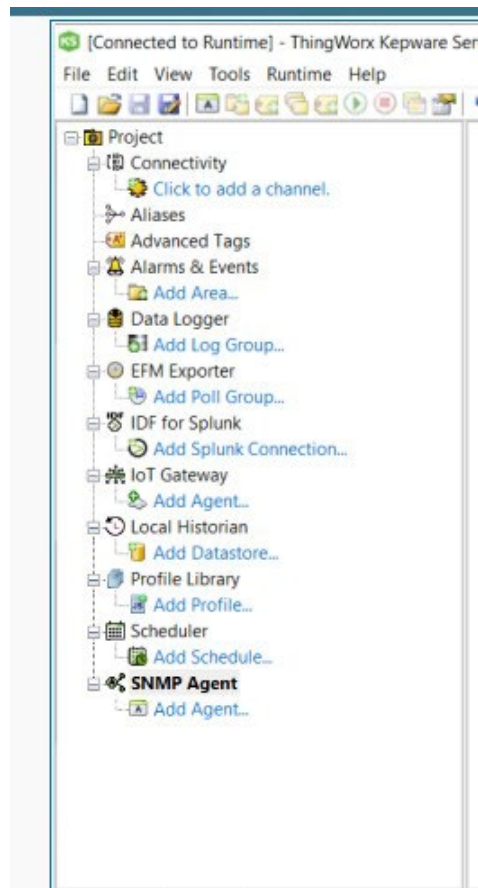 [Connected to Runtime] - ThingWorx Kepware Ser
File Edit View Tools Runtime Help
Project
Connectivity
Click to add a channel.
Aliases
Advanced Tags
Alarms & Events
Add Area...
Data Logger
Add Log Group...
EFM Exporter
Add Poll Group...
IDF for Splunk
Add Splunk Connection...
IoT Gateway
Add Agent...
Local Historian
Add Datastore...
Profile Library
Add Profile...
Scheduler
Add Schedule...
SNMP Agent
Add Agent...